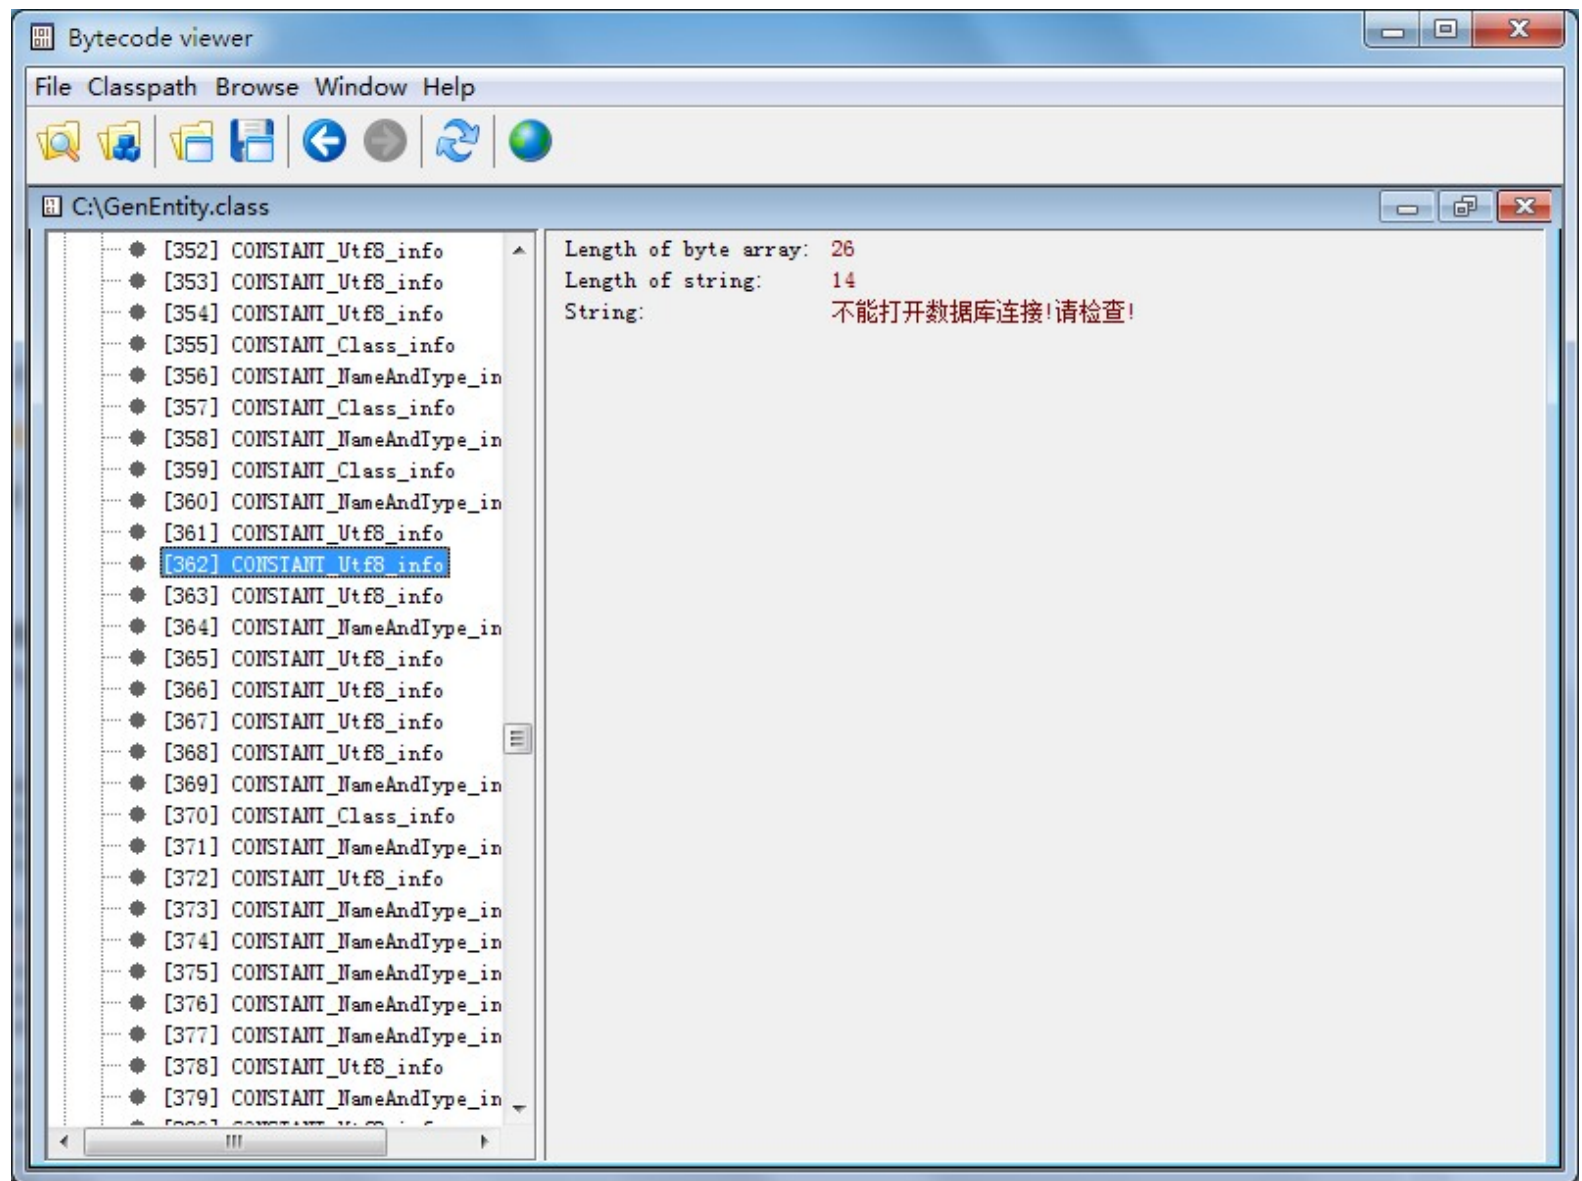 Bytecode viewer
File Classpath Browse Window Help
C:\GenEntity.class
[352] CONSTANT_Utf8_info
[353] CONSTANT_Utf8_info
[354] CONSTANT_Utf8_info
[355] CONSTANT_Class_info
[356] CONSTANT_NameAndType_in
[357] CONSTANT_Class_info
[358] CONSTANT_NameAndType_in
[359] CONSTANT_Class_info
[360] CONSTANT_NameAndType_in
[361] CONSTANT_Utf8_info
[362] CONSTANT_Utf8_info
[363] CONSTANT_Utf8_info
[364] CONSTANT_NameAndType_in
[365] CONSTANT_Utf8_info
[366] CONSTANT_Utf8_info
[367] CONSTANT_Utf8_info
[368] CONSTANT_Utf8_info
[369] CONSTANT_NameAndType_in
[370] CONSTANT_Class_info
[371] CONSTANT_NameAndType_in
[372] CONSTANT_Utf8_info
[373] CONSTANT_NameAndType_in
[374] CONSTANT_NameAndType_in
[375] CONSTANT_NameAndType_in
[376] CONSTANT_NameAndType_in
[377] CONSTANT_NameAndType_in
[378] CONSTANT_Utf8_info
[379] CONSTANT_NameAndType_in
Length of byte array: 26
Length of string: 14
String: 不能打开数据库连接!请检查!